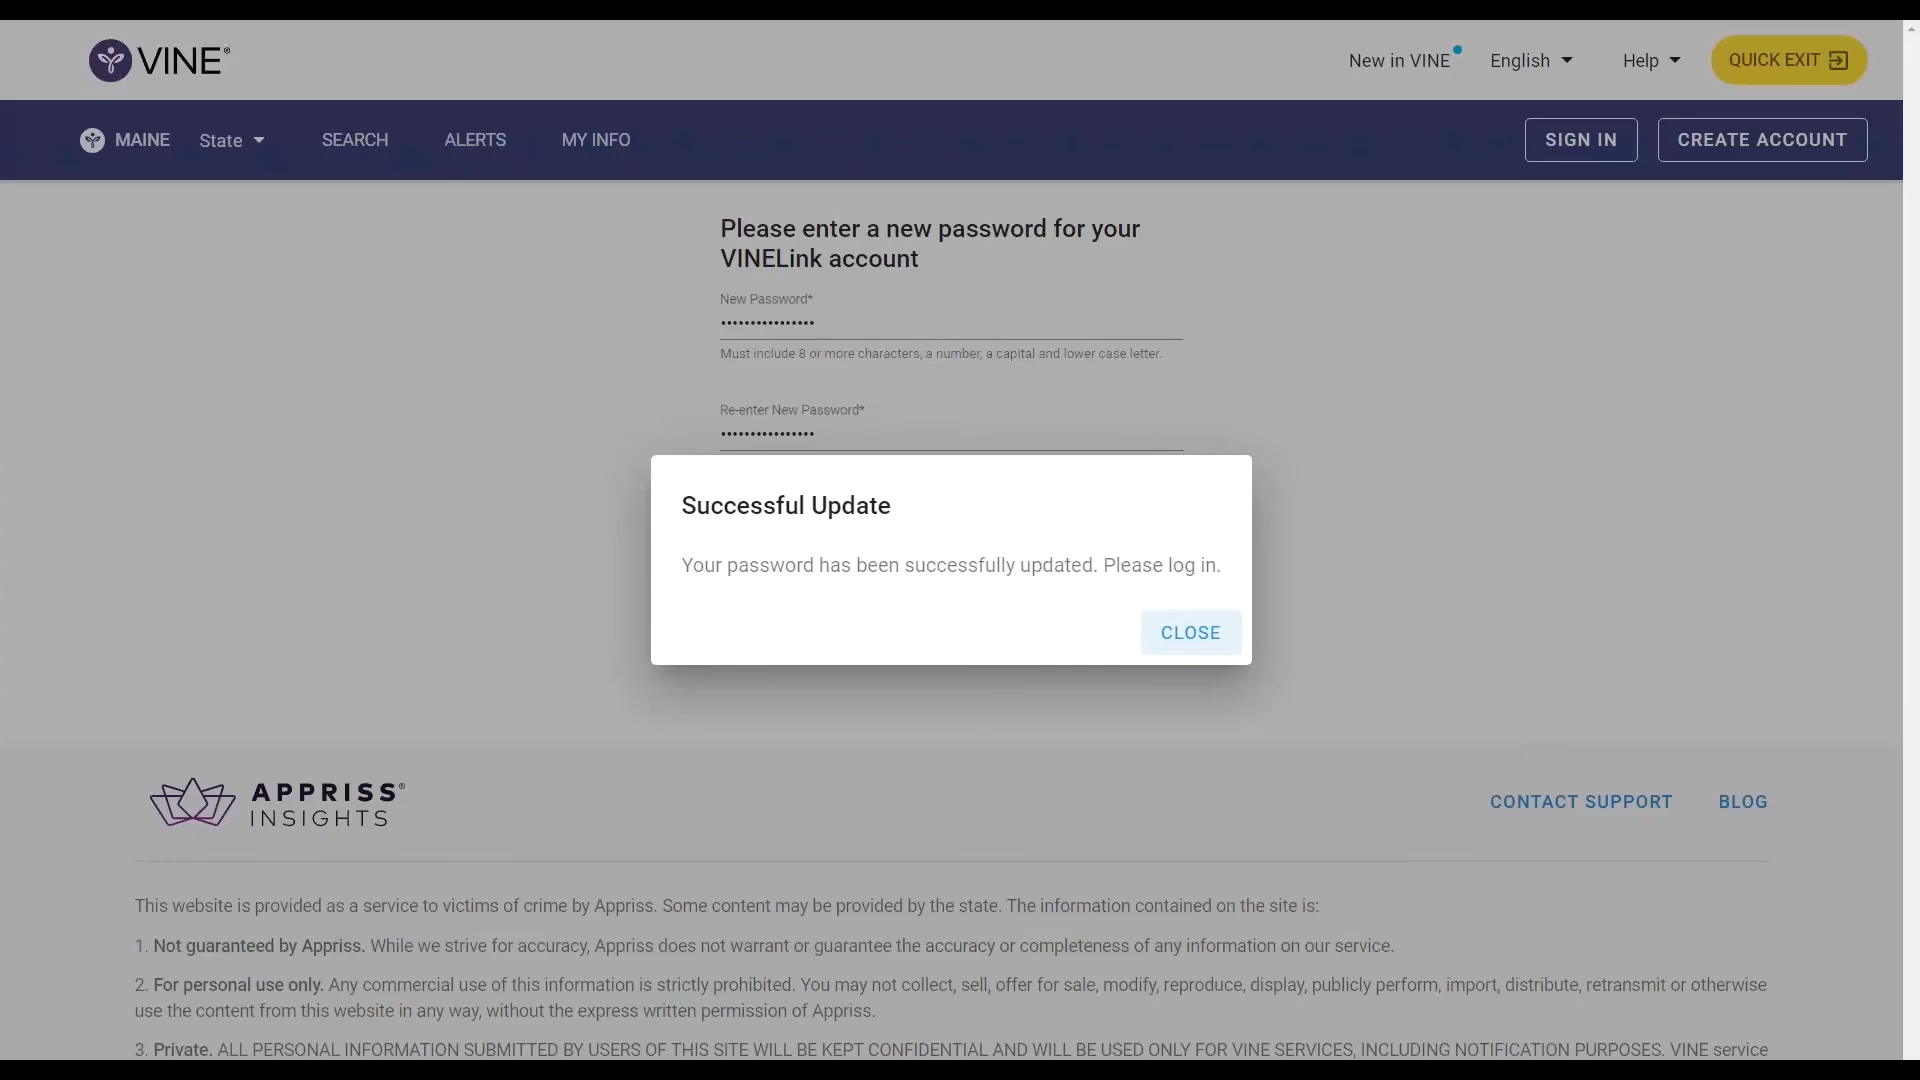 VINE®
New in VINE
English
Help
QUICK EXIT
MAINE
State
SEARCH
ALERTS
MY INFO
SIGN IN
CREATE ACCOUNT
Please enter a new password for your
VINELink account
New Password*
••••••••••••••••
Must include 8 or more characters, a number, a capital and lower case letter.
Re-enter New Password*
••••••••••••••••
Successful Update
Your password has been successfully updated. Please log in.
CLOSE
APPRISS®
INSIGHTS
CONTACT SUPPORT
BLOG
This website is provided as a service to victims of crime by Appriss. Some content may be provided by the state. The information contained on the site is:
1. Not guaranteed by Appriss. While we strive for accuracy, Appriss does not warrant or guarantee the accuracy or completeness of any information on our service.
2. For personal use only. Any commercial use of this information is strictly prohibited. You may not collect, sell, offer for sale, modify, reproduce, display, publicly perform, import, distribute, retransmit or otherwise
use the content from this website in any way, without the express written permission of Appriss.
3. Private. ALL PERSONAL INFORMATION SUBMITTED BY USERS OF THIS SITE WILL BE KEPT CONFIDENTIAL AND WILL BE USED ONLY FOR VINE SERVICES, INCLUDING NOTIFICATION PURPOSES. VINE service